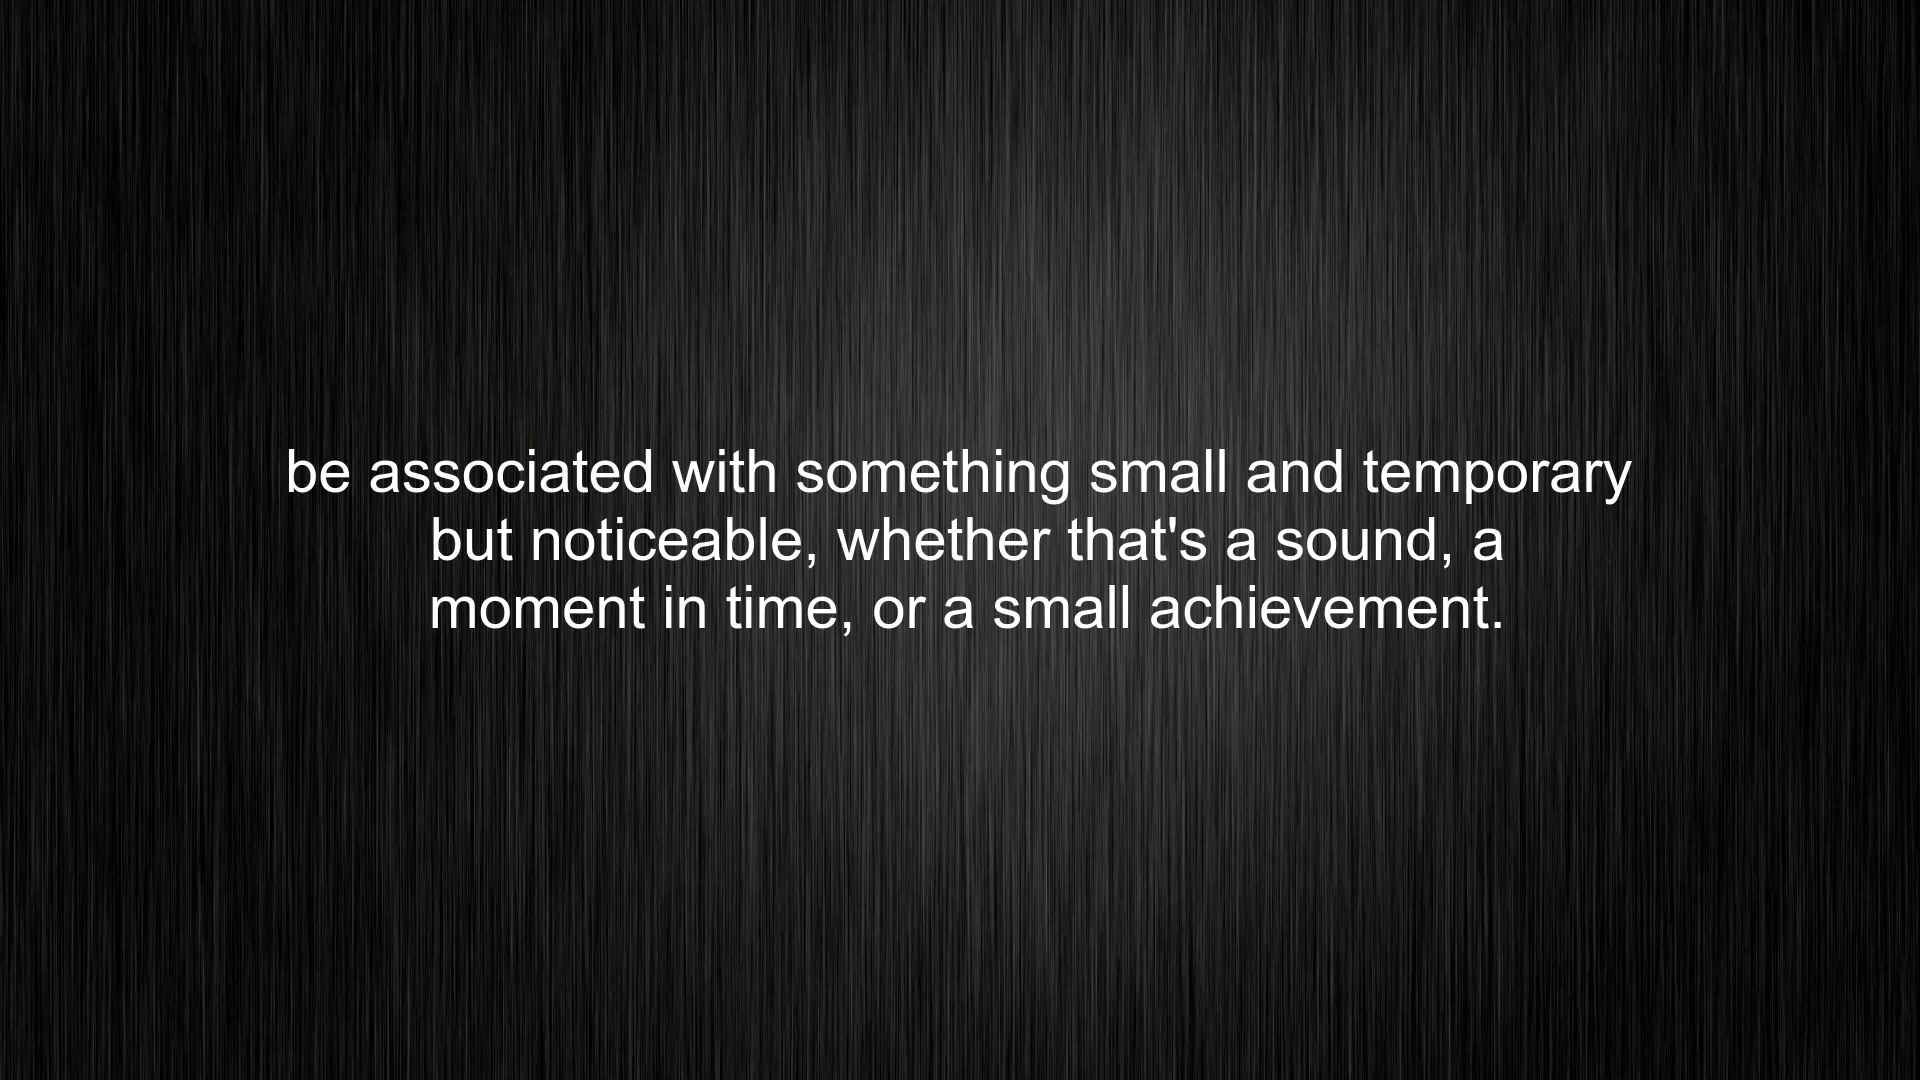 be associated with something small and temporary
but noticeable, whether that's a sound, a
moment in time, or a small achievement.